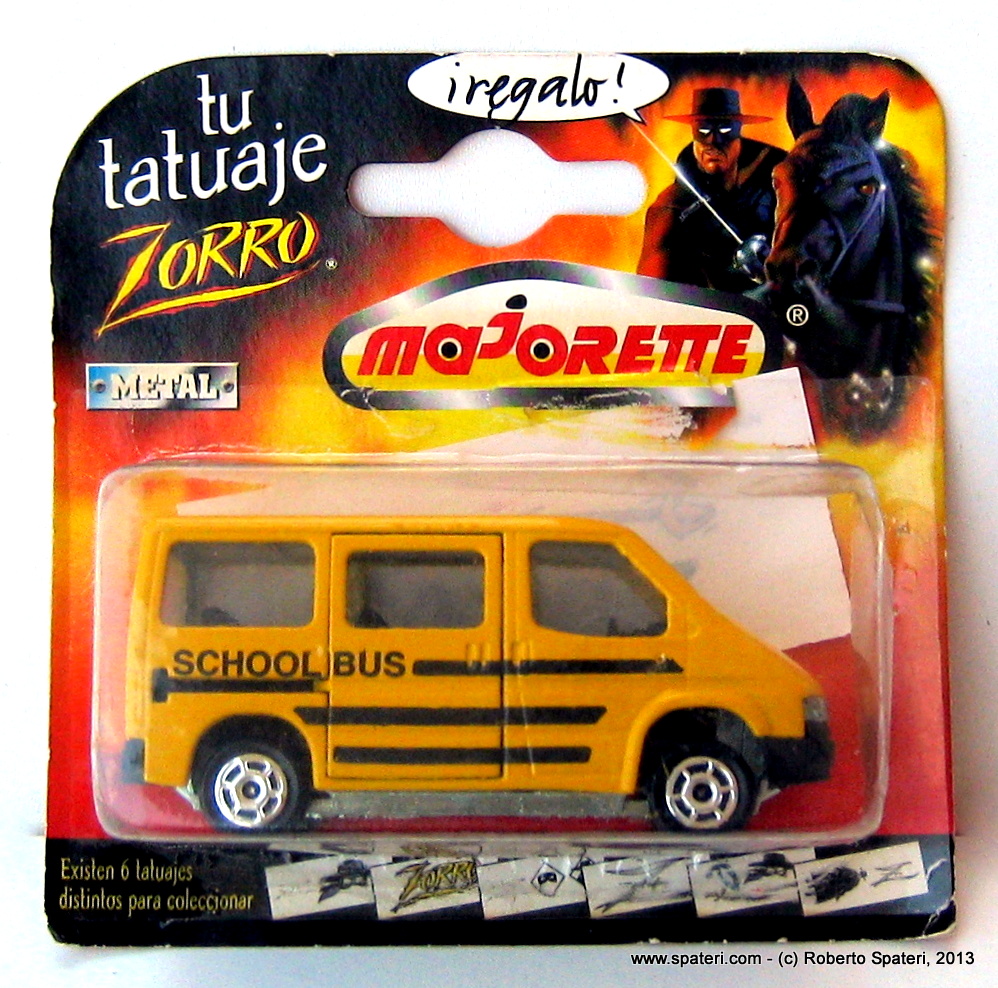 tu
tatuaje
ZORRO
®
¡regalo!
MAJORETTE
®
METAL
SCHOOL BUS
Existen 6 tatuajes
distintos para coleccionar
ZORRO
www.spateri.com - (c) Roberto Spateri, 2013